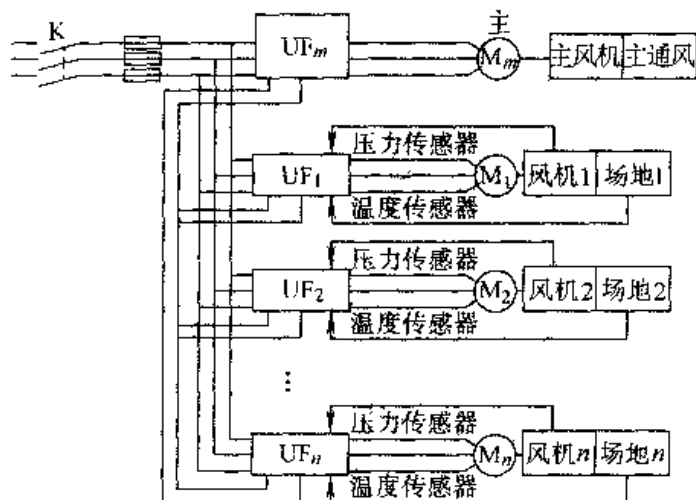 主
K
UFm
Mm
主风机 主通风
压力传感器
UF1
M1
风机1 场地1
温度传感器
压力传感器
UF2
M2
风机2 场地2
温度传感器
⋮
压力传感器
UFn
Mn
风机n 场地n
温度传感器